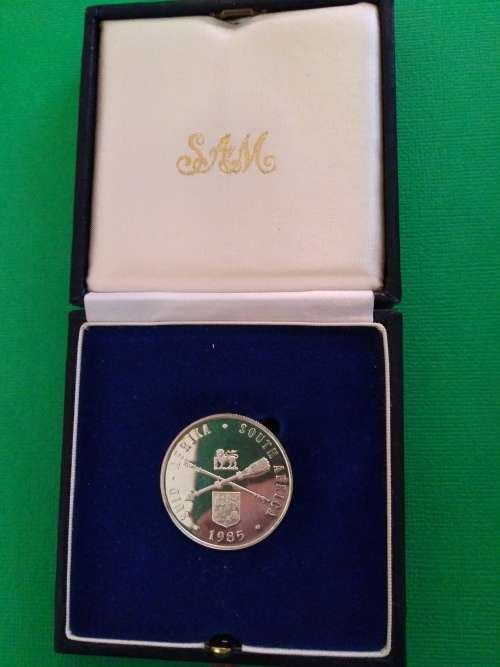 SAM
SUID · AFRIKA · SOUTH AFRICA
· 1985 ·